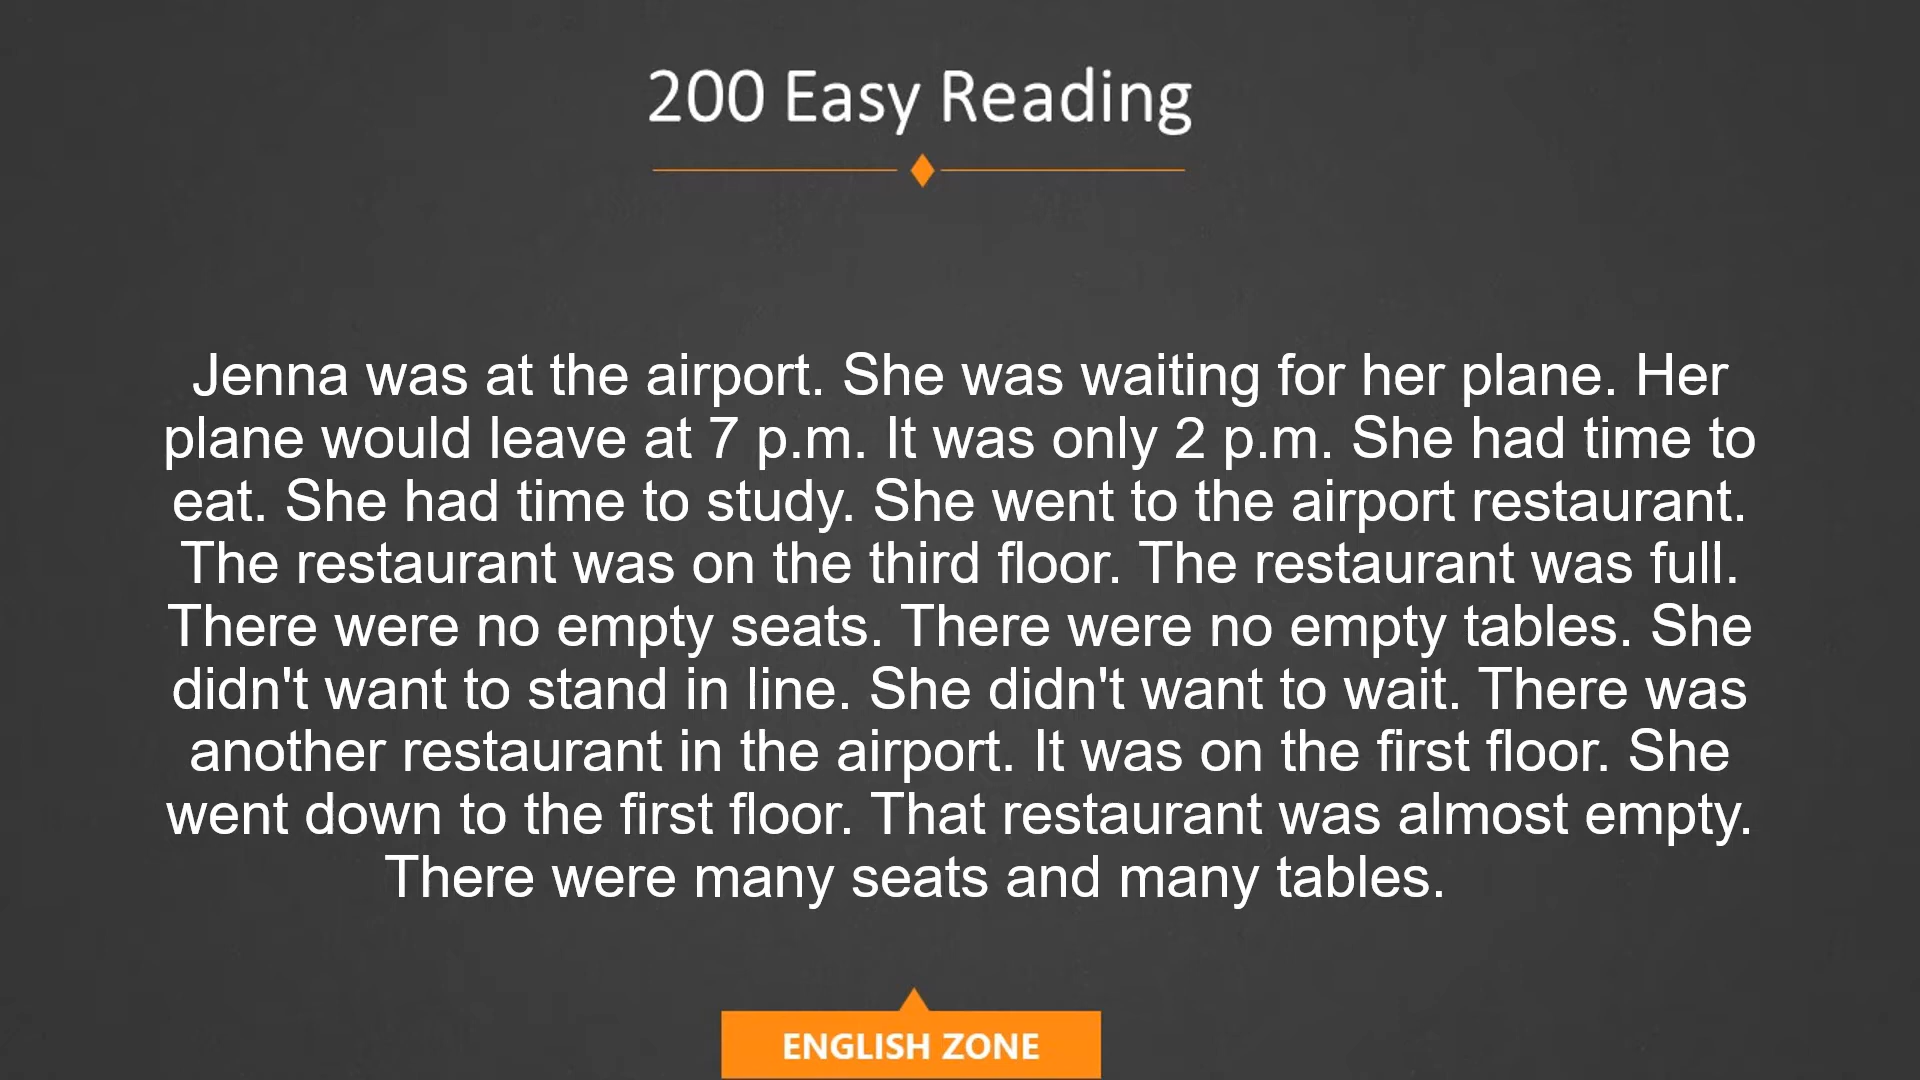 200 Easy Reading
Jenna was at the airport. She was waiting for her plane. Her
plane would leave at 7 p.m. It was only 2 p.m. She had time to
eat. She had time to study. She went to the airport restaurant.
The restaurant was on the third floor. The restaurant was full.
There were no empty seats. There were no empty tables. She
didn't want to stand in line. She didn't want to wait. There was
another restaurant in the airport. It was on the first floor. She
went down to the first floor. That restaurant was almost empty.
There were many seats and many tables.
ENGLISH ZONE